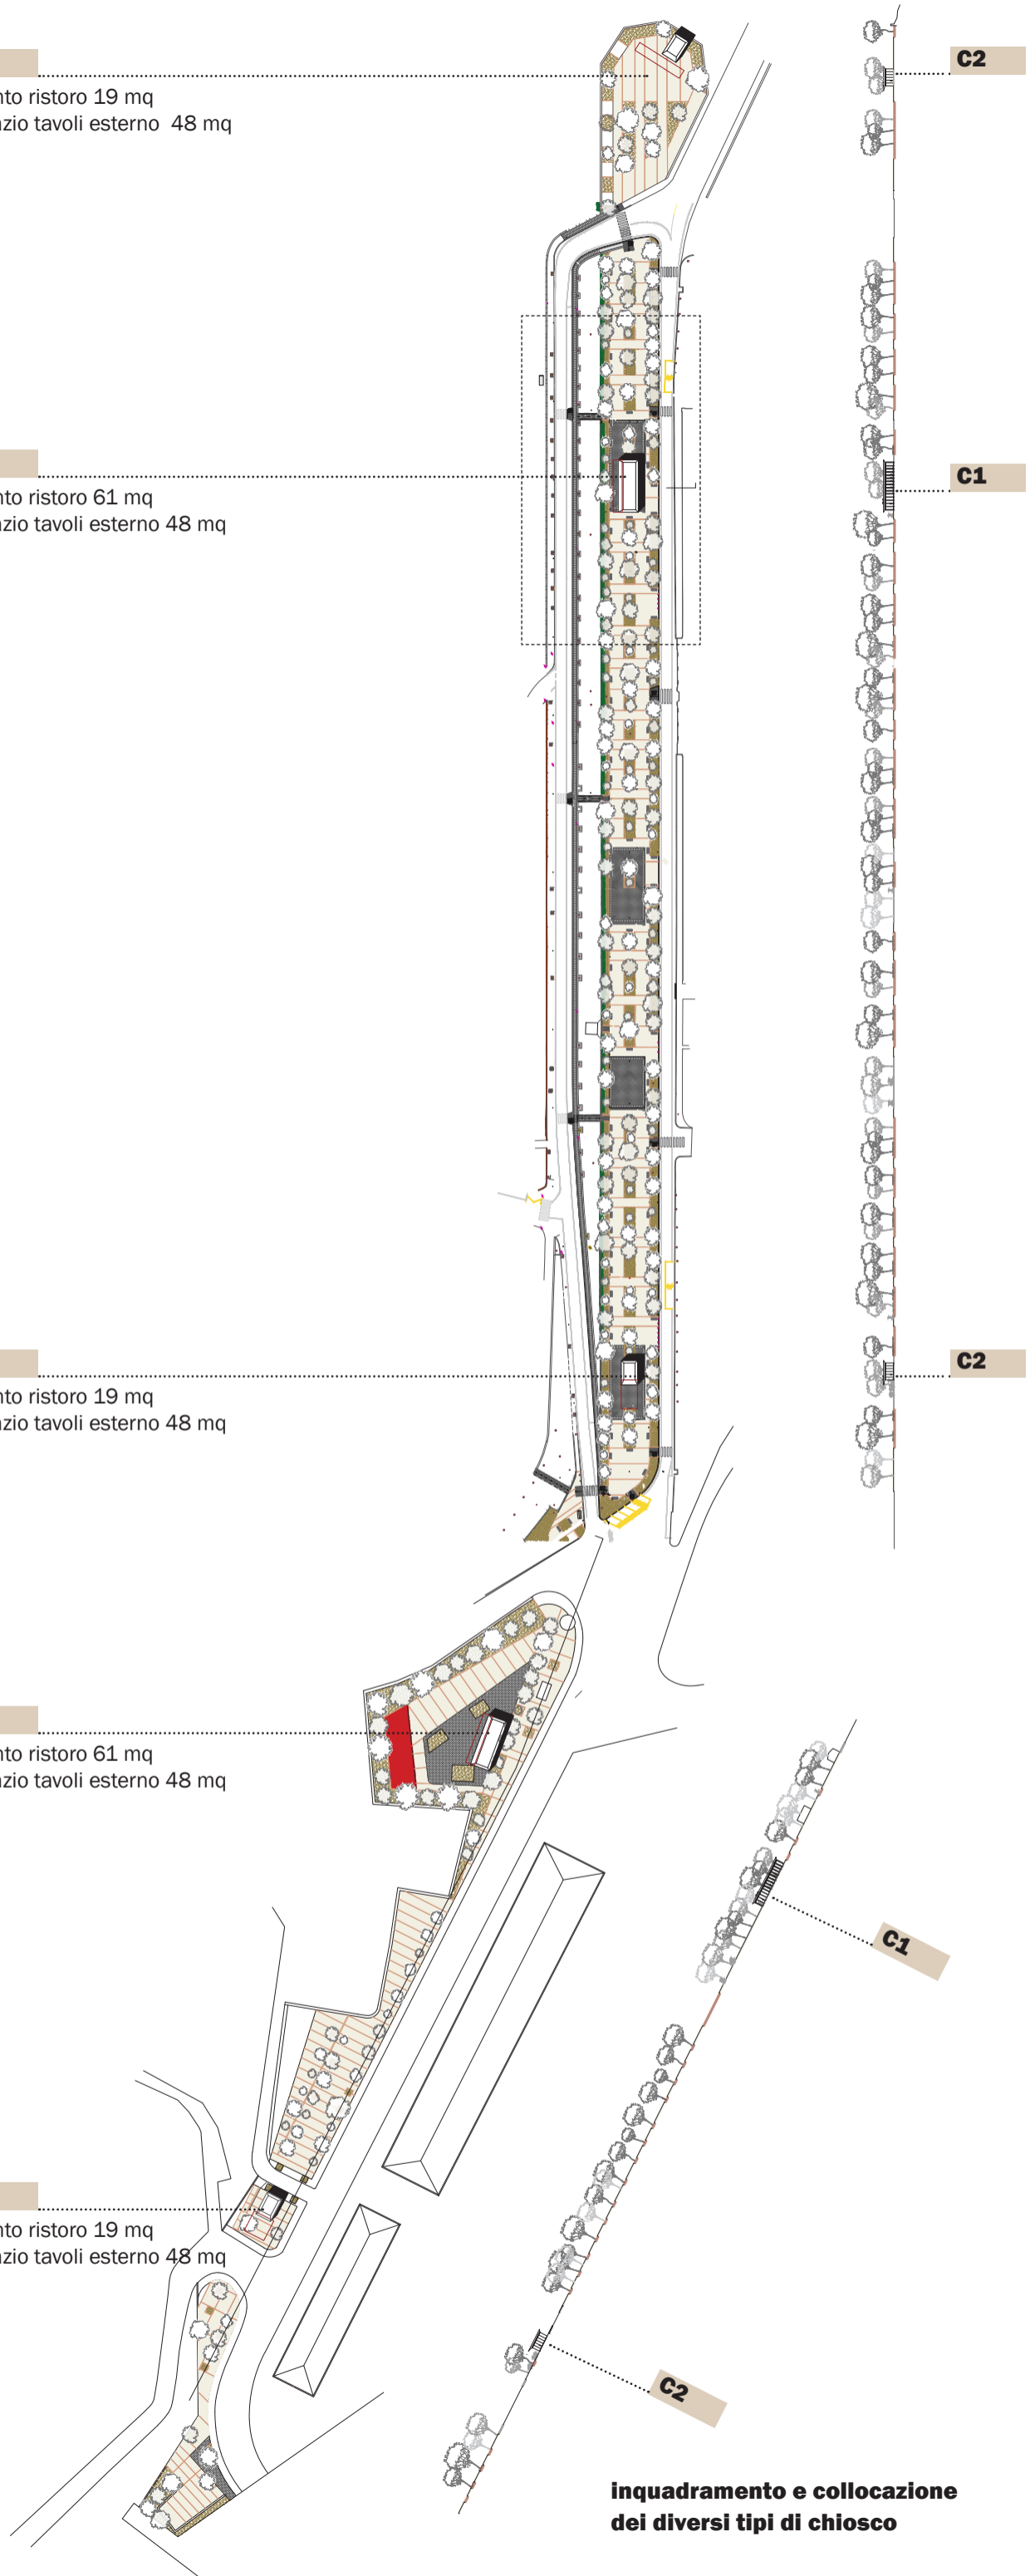 C2
nto ristoro 19 mq
zio tavoli esterno 48 mq
C1
nto ristoro 61 mq
zio tavoli esterno 48 mq
C2
nto ristoro 19 mq
zio tavoli esterno 48 mq
nto ristoro 61 mq
zio tavoli esterno 48 mq
C1
nto ristoro 19 mq
zio tavoli esterno 48 mq
C2
inquadramento e collocazione
dei diversi tipi di chiosco